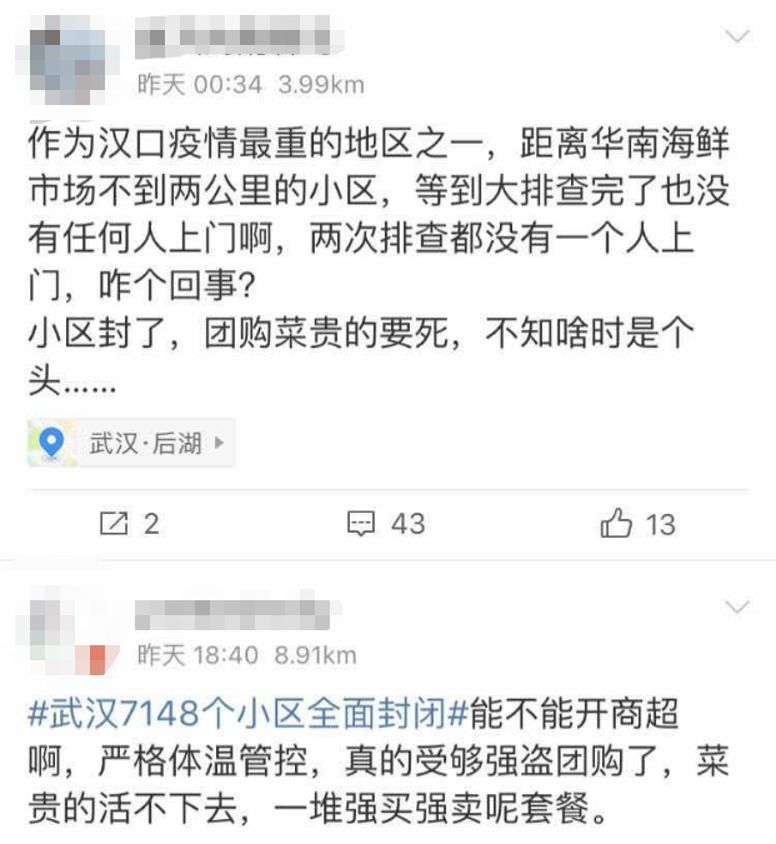 昨天 00:34 3.99km
作为汉口疫情最重的地区之一，距离华南海鲜
市场不到两公里的小区，等到大排查完了也没
有任何人上门啊，两次排查都没有一个人上
门，咋个回事？
小区封了，团购菜贵的要死，不知啥时是个
头......
武汉·后湖
2 43 13
昨天 18:40 8.91km
#武汉7148个小区全面封闭#能不能开商超
啊，严格体温管控，真的受够强盗团购了，菜
贵的活不下去，一堆强买强卖呢套餐。